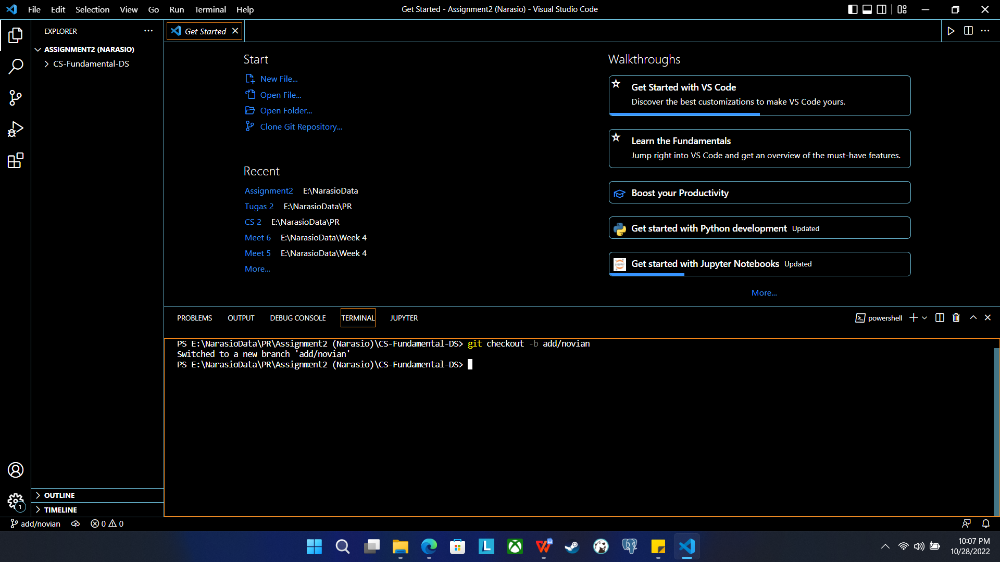 File Edit Selection View Go Run Terminal Help
Get Started - Assignment2 (Narasio) - Visual Studio Code
EXPLORER
ASSIGNMENT2 (NARASIO)
CS-Fundamental-DS
OUTLINE
TIMELINE
1
Get Started
Start
New File...
Open File...
Open Folder...
Clone Git Repository...
Recent
Assignment2 E:\NarasioData
Tugas 2 E:\NarasioData\PR
CS 2 E:\NarasioData\PR
Meet 6 E:\NarasioData\Week 4
Meet 5 E:\NarasioData\Week 4
More...
Walkthroughs
Get Started with VS Code
Discover the best customizations to make VS Code yours.
Learn the Fundamentals
Jump right into VS Code and get an overview of the must-have features.
Boost your Productivity
Get started with Python development Updated
Get started with Jupyter Notebooks Updated
More...
PROBLEMS OUTPUT DEBUG CONSOLE TERMINAL JUPYTER
powershell
PS E:\NarasioData\PR\Assignment2 (Narasio)\CS-Fundamental-DS> git checkout -b add/novian
Switched to a new branch 'add/novian'
PS E:\NarasioData\PR\Assignment2 (Narasio)\CS-Fundamental-DS>
add/novian 0 0
10:07 PM
10/28/2022